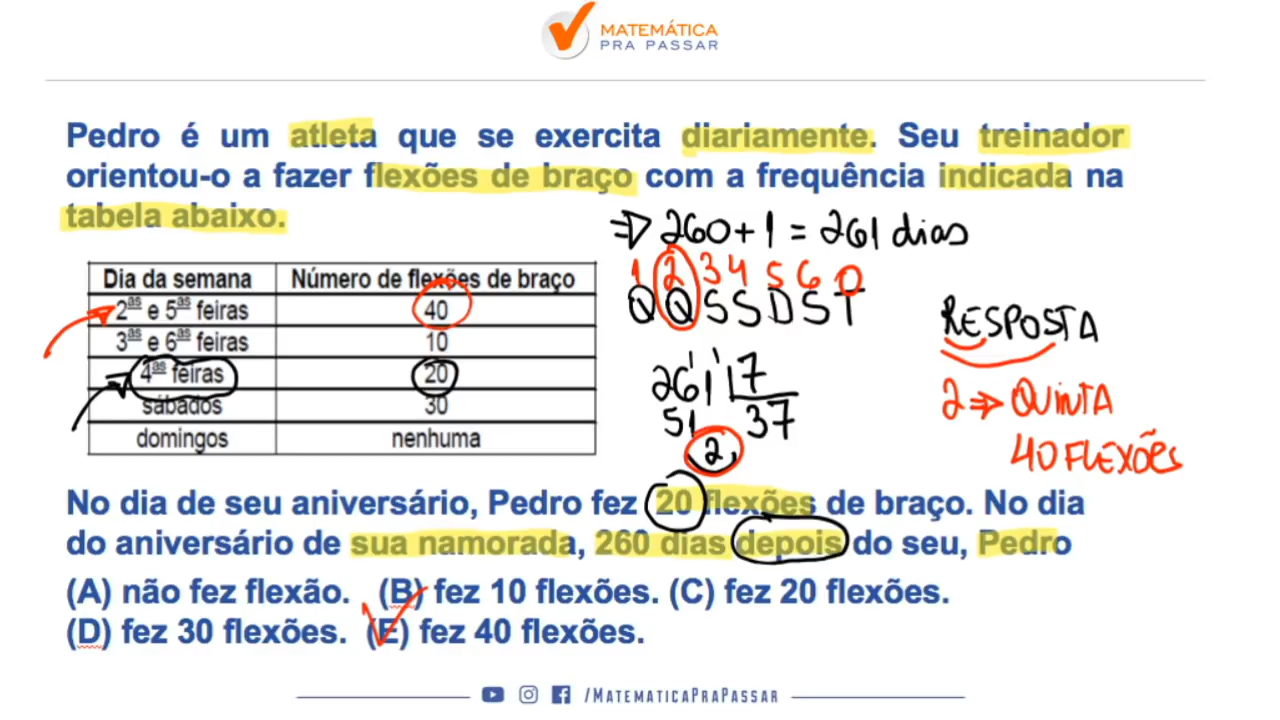 MATEMÁTICA
PRA PASSAR
Pedro é um atleta que se exercita diariamente. Seu treinador
orientou-o a fazer flexões de braço com a frequência indicada na
tabela abaixo.
⇒ 260 + 1 = 261 dias
1 2 3 4 5 6 0
Q Q S S D S T
Dia da semana Número de flexões de braço
2ªs e 5ªs feiras 40
3ªs e 6ªs feiras 10
4ªs feiras 20
sábados 30
domingos nenhuma
261 7
51 37
2
RESPOSTA
2 ⇒ QUINTA
40 FLEXÕES
No dia de seu aniversário, Pedro fez 20 flexões de braço. No dia
do aniversário de sua namorada, 260 dias depois do seu, Pedro
(A) não fez flexão. (B) fez 10 flexões. (C) fez 20 flexões.
(D) fez 30 flexões. (E) fez 40 flexões.
/MATEMATICAPRAPASSAR